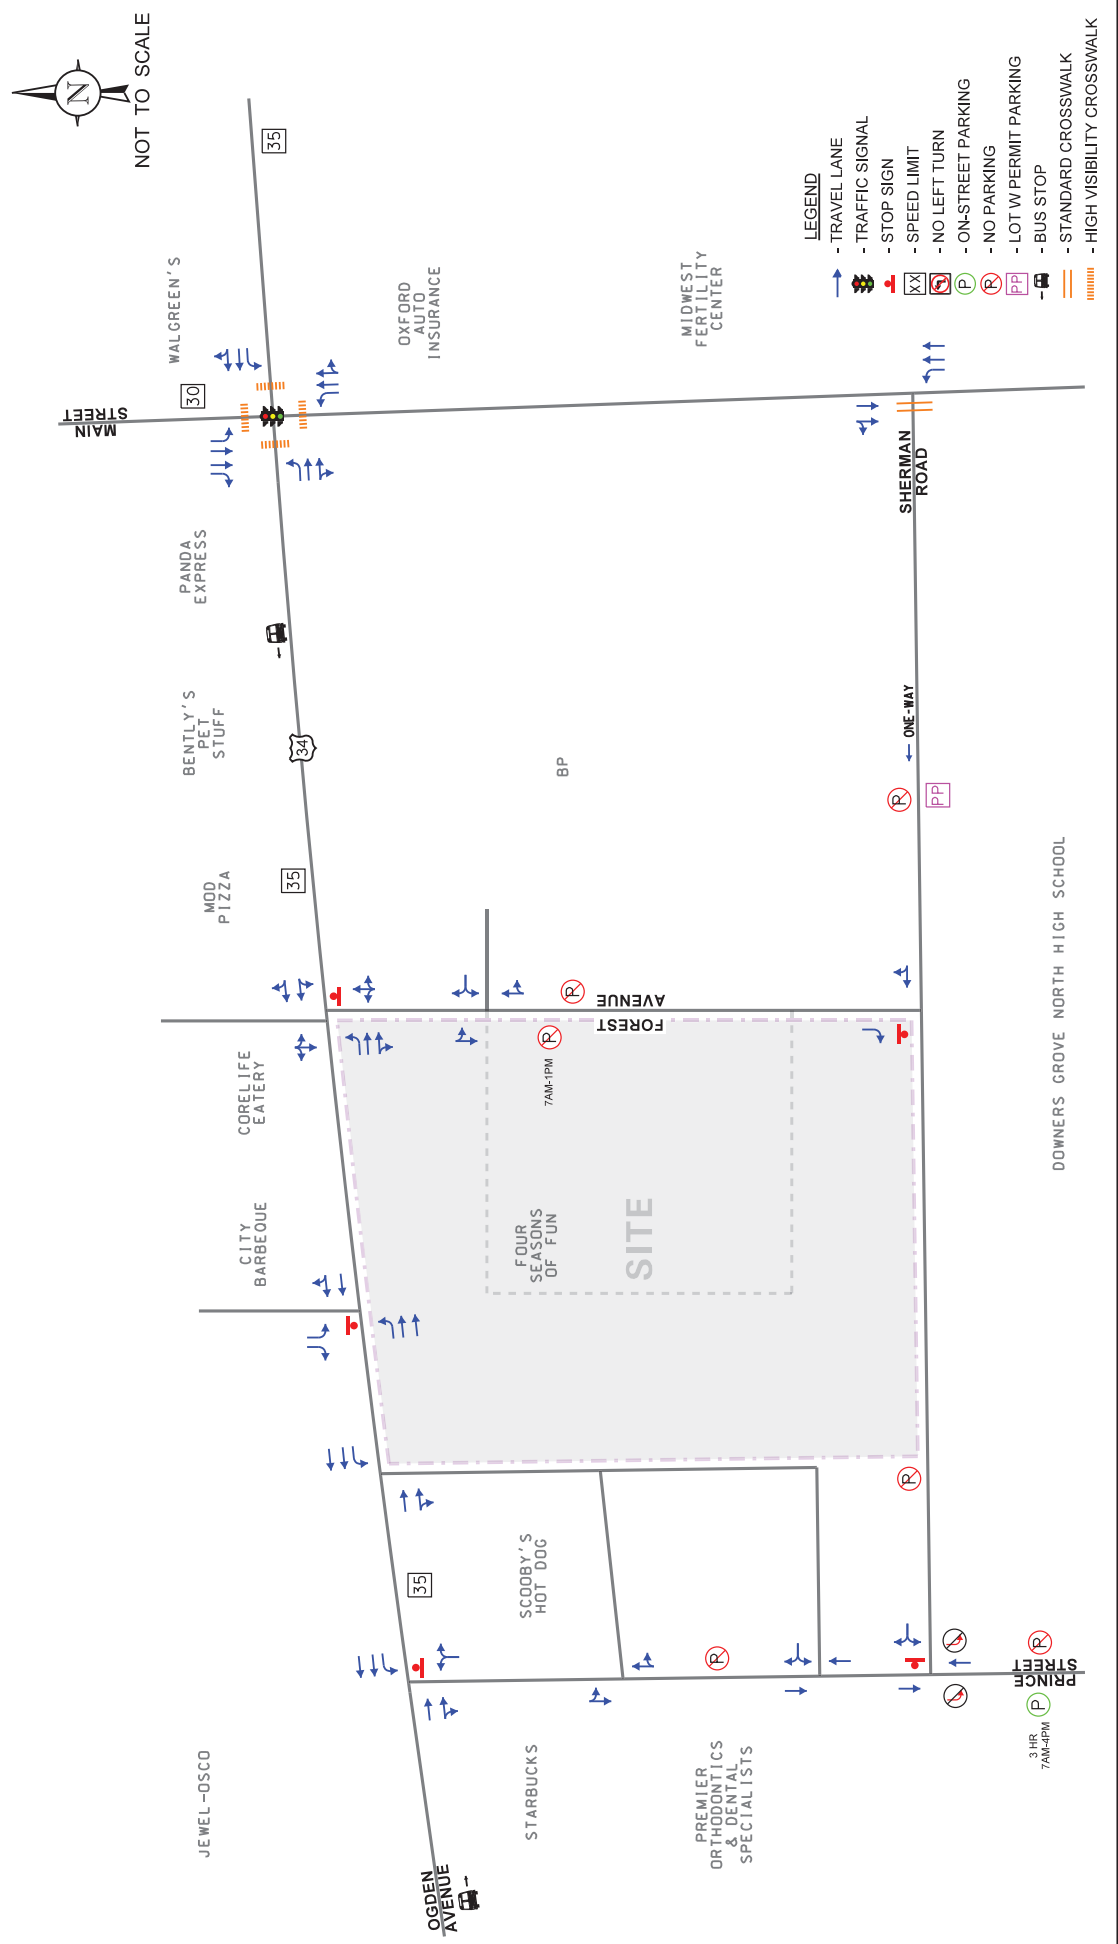 N
NOT TO SCALE
WALGREEN'S
35
30
MAIN
STREET
OXFORD
AUTO
INSURANCE
MIDWEST
FERTILITY
CENTER
LEGEND
- TRAVEL LANE
- TRAFFIC SIGNAL
- STOP SIGN
XX - SPEED LIMIT
- NO LEFT TURN
P - ON-STREET PARKING
P - NO PARKING
PP - LOT W PERMIT PARKING
- BUS STOP
- STANDARD CROSSWALK
- HIGH VISIBILITY CROSSWALK
PANDA
EXPRESS
BENTLY'S
PET
STUFF
34
35
MOD
PIZZA
BP
SHERMAN
ROAD
ONE-WAY
P
PP
DOWNERS GROVE NORTH HIGH SCHOOL
FOREST
AVENUE
P
P
7AM-1PM
CORELIFE
EATERY
CITY
BARBEQUE
FOUR
SEASONS
OF FUN
SITE
P
35
SCOOBY'S
HOT DOG
P
JEWEL-OSCO
STARBUCKS
PREMIER
ORTHODONTICS
& DENTAL
SPECIALISTS
PRINCE
STREET
P
P
3 HR
7AM-4PM
OGDEN
AVENUE